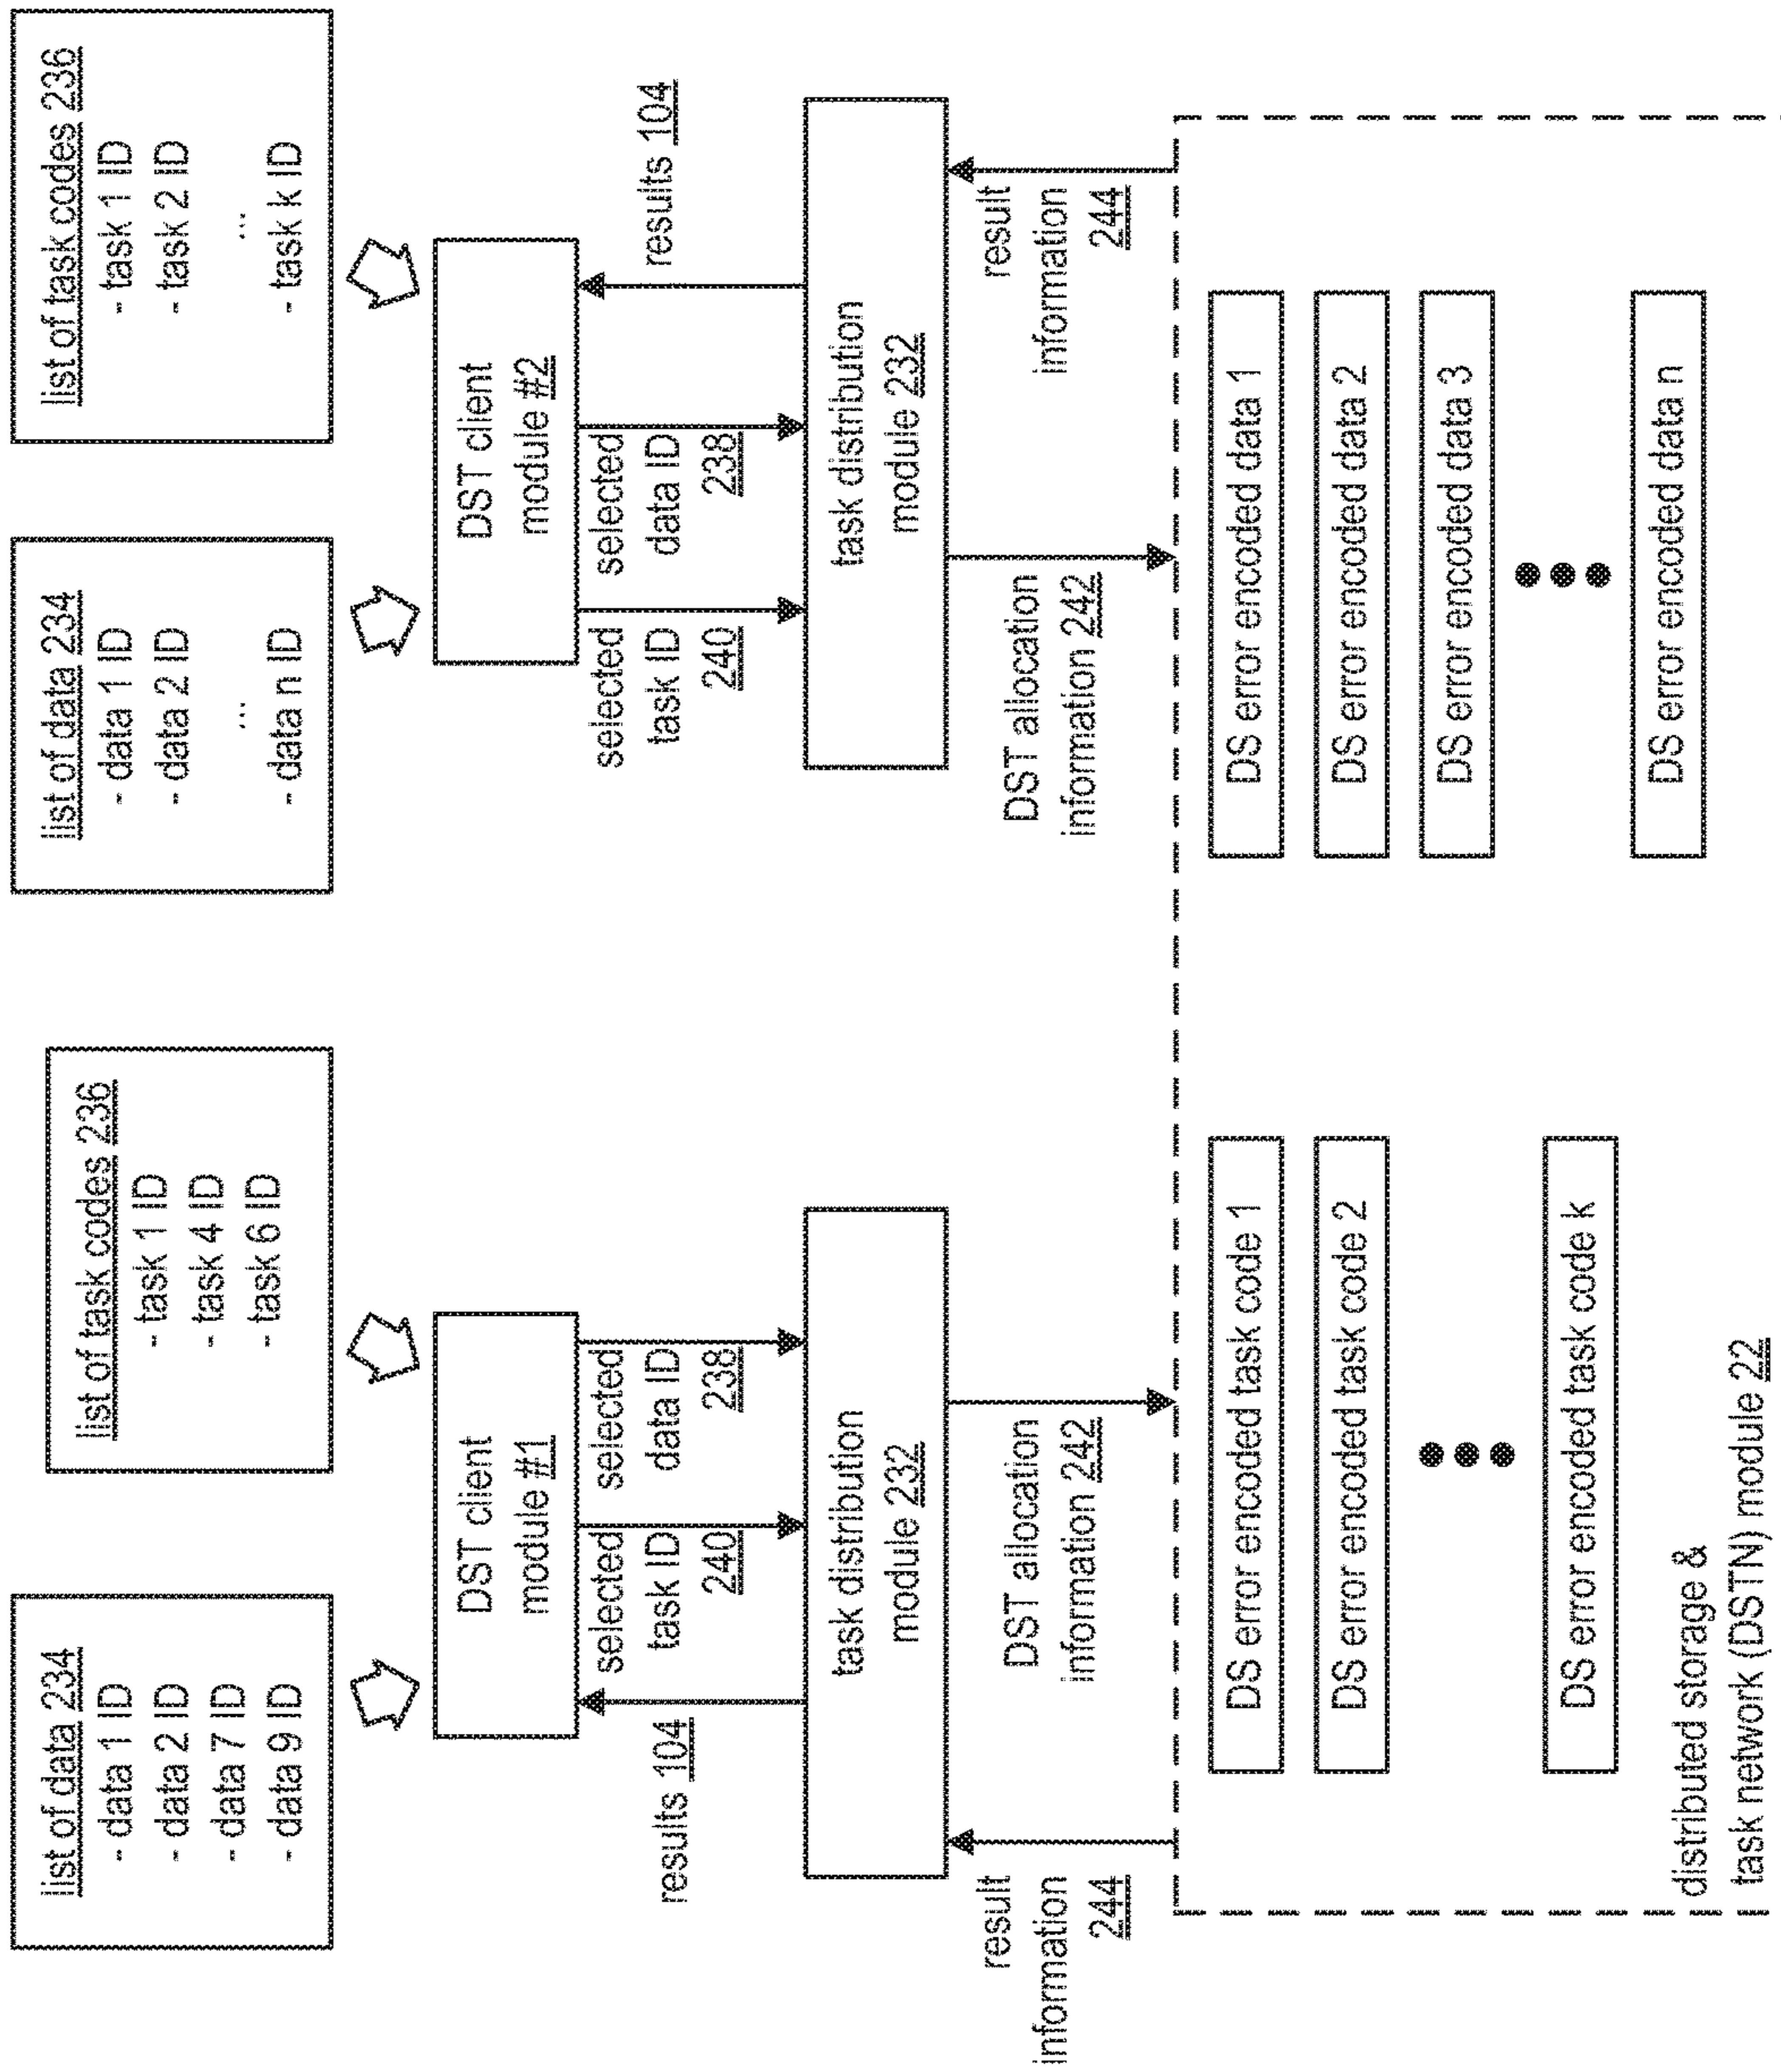 list of data 234
- data 1 ID
- data 2 ID
- data 7 ID
- data 9 ID
list of task codes 236
- task 1 ID
- task 4 ID
- task 6 ID
list of data 234
- data 1 ID
- data 2 ID
...
- data n ID
list of task codes 236
- task 1 ID
- task 2 ID
...
- task k ID
DST client
module #1
DST client
module #2
results 104
selected
task ID
240
selected
data ID
238
selected
task ID
240
selected
data ID
238
results 104
task distribution
module 232
task distribution
module 232
result
information
244
DST allocation
information 242
DST allocation
information 242
result
information
244
DS error encoded task code 1
DS error encoded task code 2
DS error encoded task code k
DS error encoded data 1
DS error encoded data 2
DS error encoded data 3
DS error encoded data n
distributed storage &
task network (DSTN) module 22